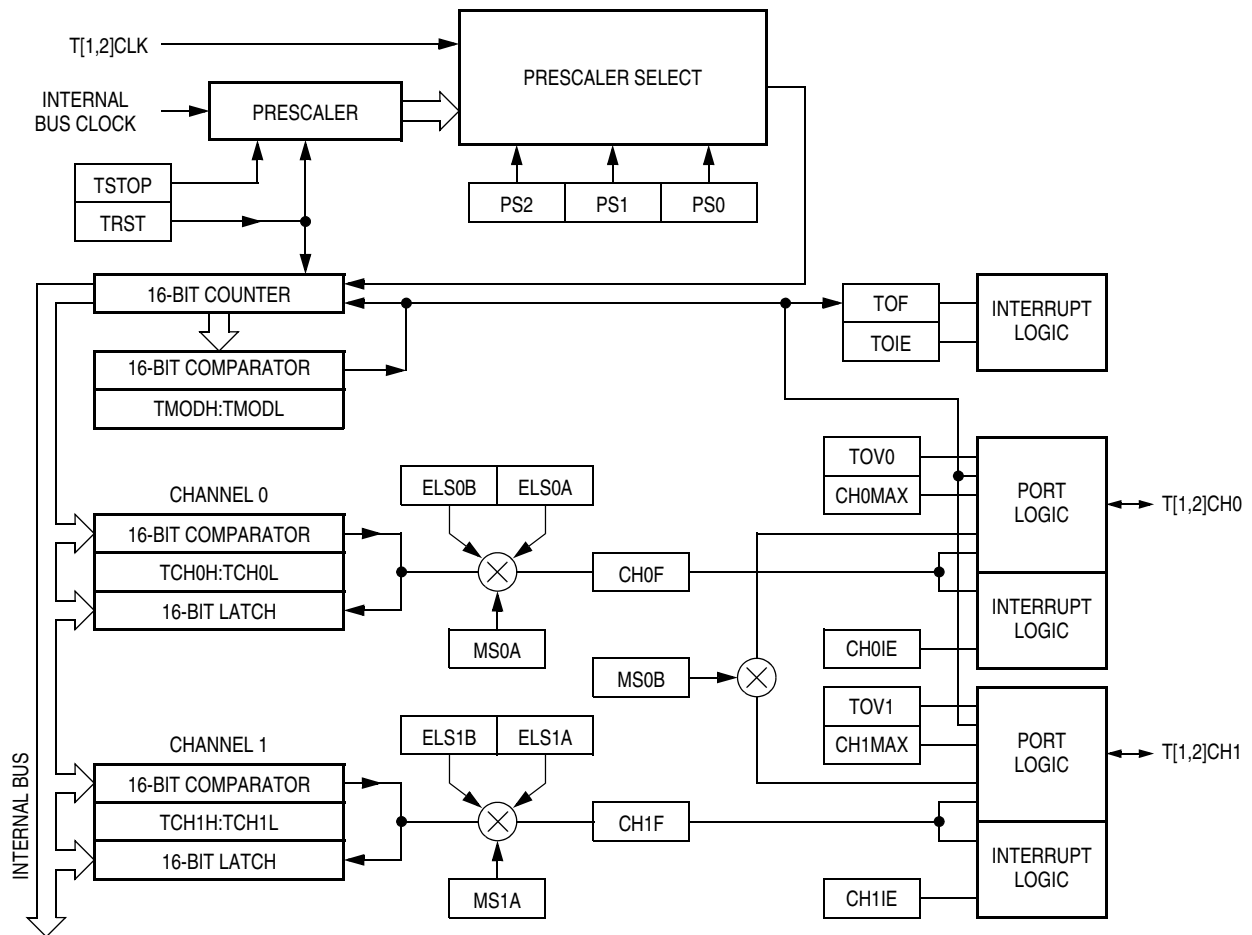 T[1,2]CLK
PRESCALER SELECT
INTERNAL
BUS CLOCK
PRESCALER
TSTOP
TRST
PS2
PS1
PS0
16-BIT COUNTER
16-BIT COMPARATOR
TMODH:TMODL
TOF
TOIE
INTERRUPT
LOGIC
CHANNEL 0
16-BIT COMPARATOR
TCH0H:TCH0L
16-BIT LATCH
ELS0B
ELS0A
MS0A
CH0F
TOV0
CH0MAX
PORT
LOGIC
T[1,2]CH0
INTERRUPT
LOGIC
CH0IE
MS0B
CHANNEL 1
16-BIT COMPARATOR
TCH1H:TCH1L
16-BIT LATCH
ELS1B
ELS1A
MS1A
CH1F
TOV1
CH1MAX
PORT
LOGIC
T[1,2]CH1
INTERRUPT
LOGIC
CH1IE
INTERNAL BUS